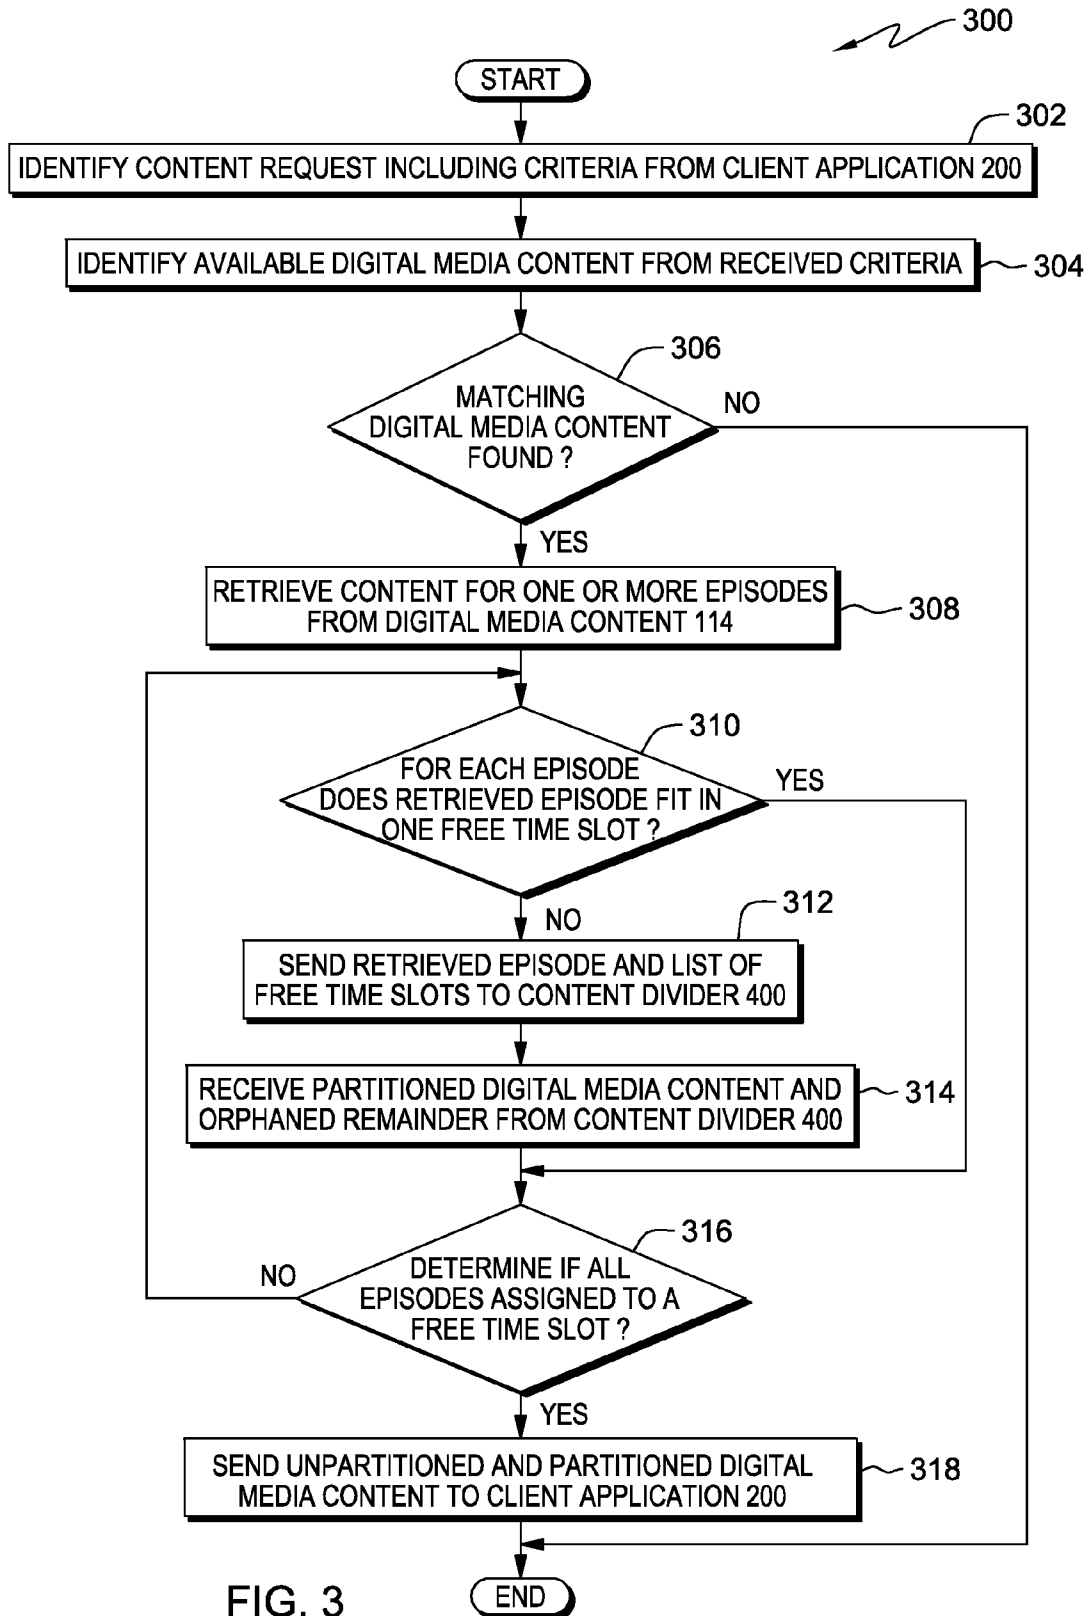 300
START
302
IDENTIFY CONTENT REQUEST INCLUDING CRITERIA FROM CLIENT APPLICATION 200
IDENTIFY AVAILABLE DIGITAL MEDIA CONTENT FROM RECEIVED CRITERIA
304
306
MATCHING
DIGITAL MEDIA CONTENT
FOUND ?
NO
YES
RETRIEVE CONTENT FOR ONE OR MORE EPISODES
FROM DIGITAL MEDIA CONTENT 114
308
310
FOR EACH EPISODE
DOES RETRIEVED EPISODE FIT IN
ONE FREE TIME SLOT ?
YES
NO
312
SEND RETRIEVED EPISODE AND LIST OF
FREE TIME SLOTS TO CONTENT DIVIDER 400
RECEIVE PARTITIONED DIGITAL MEDIA CONTENT AND
ORPHANED REMAINDER FROM CONTENT DIVIDER 400
314
316
DETERMINE IF ALL
EPISODES ASSIGNED TO A
FREE TIME SLOT ?
NO
YES
SEND UNPARTITIONED AND PARTITIONED DIGITAL
MEDIA CONTENT TO CLIENT APPLICATION 200
318
END
FIG. 3